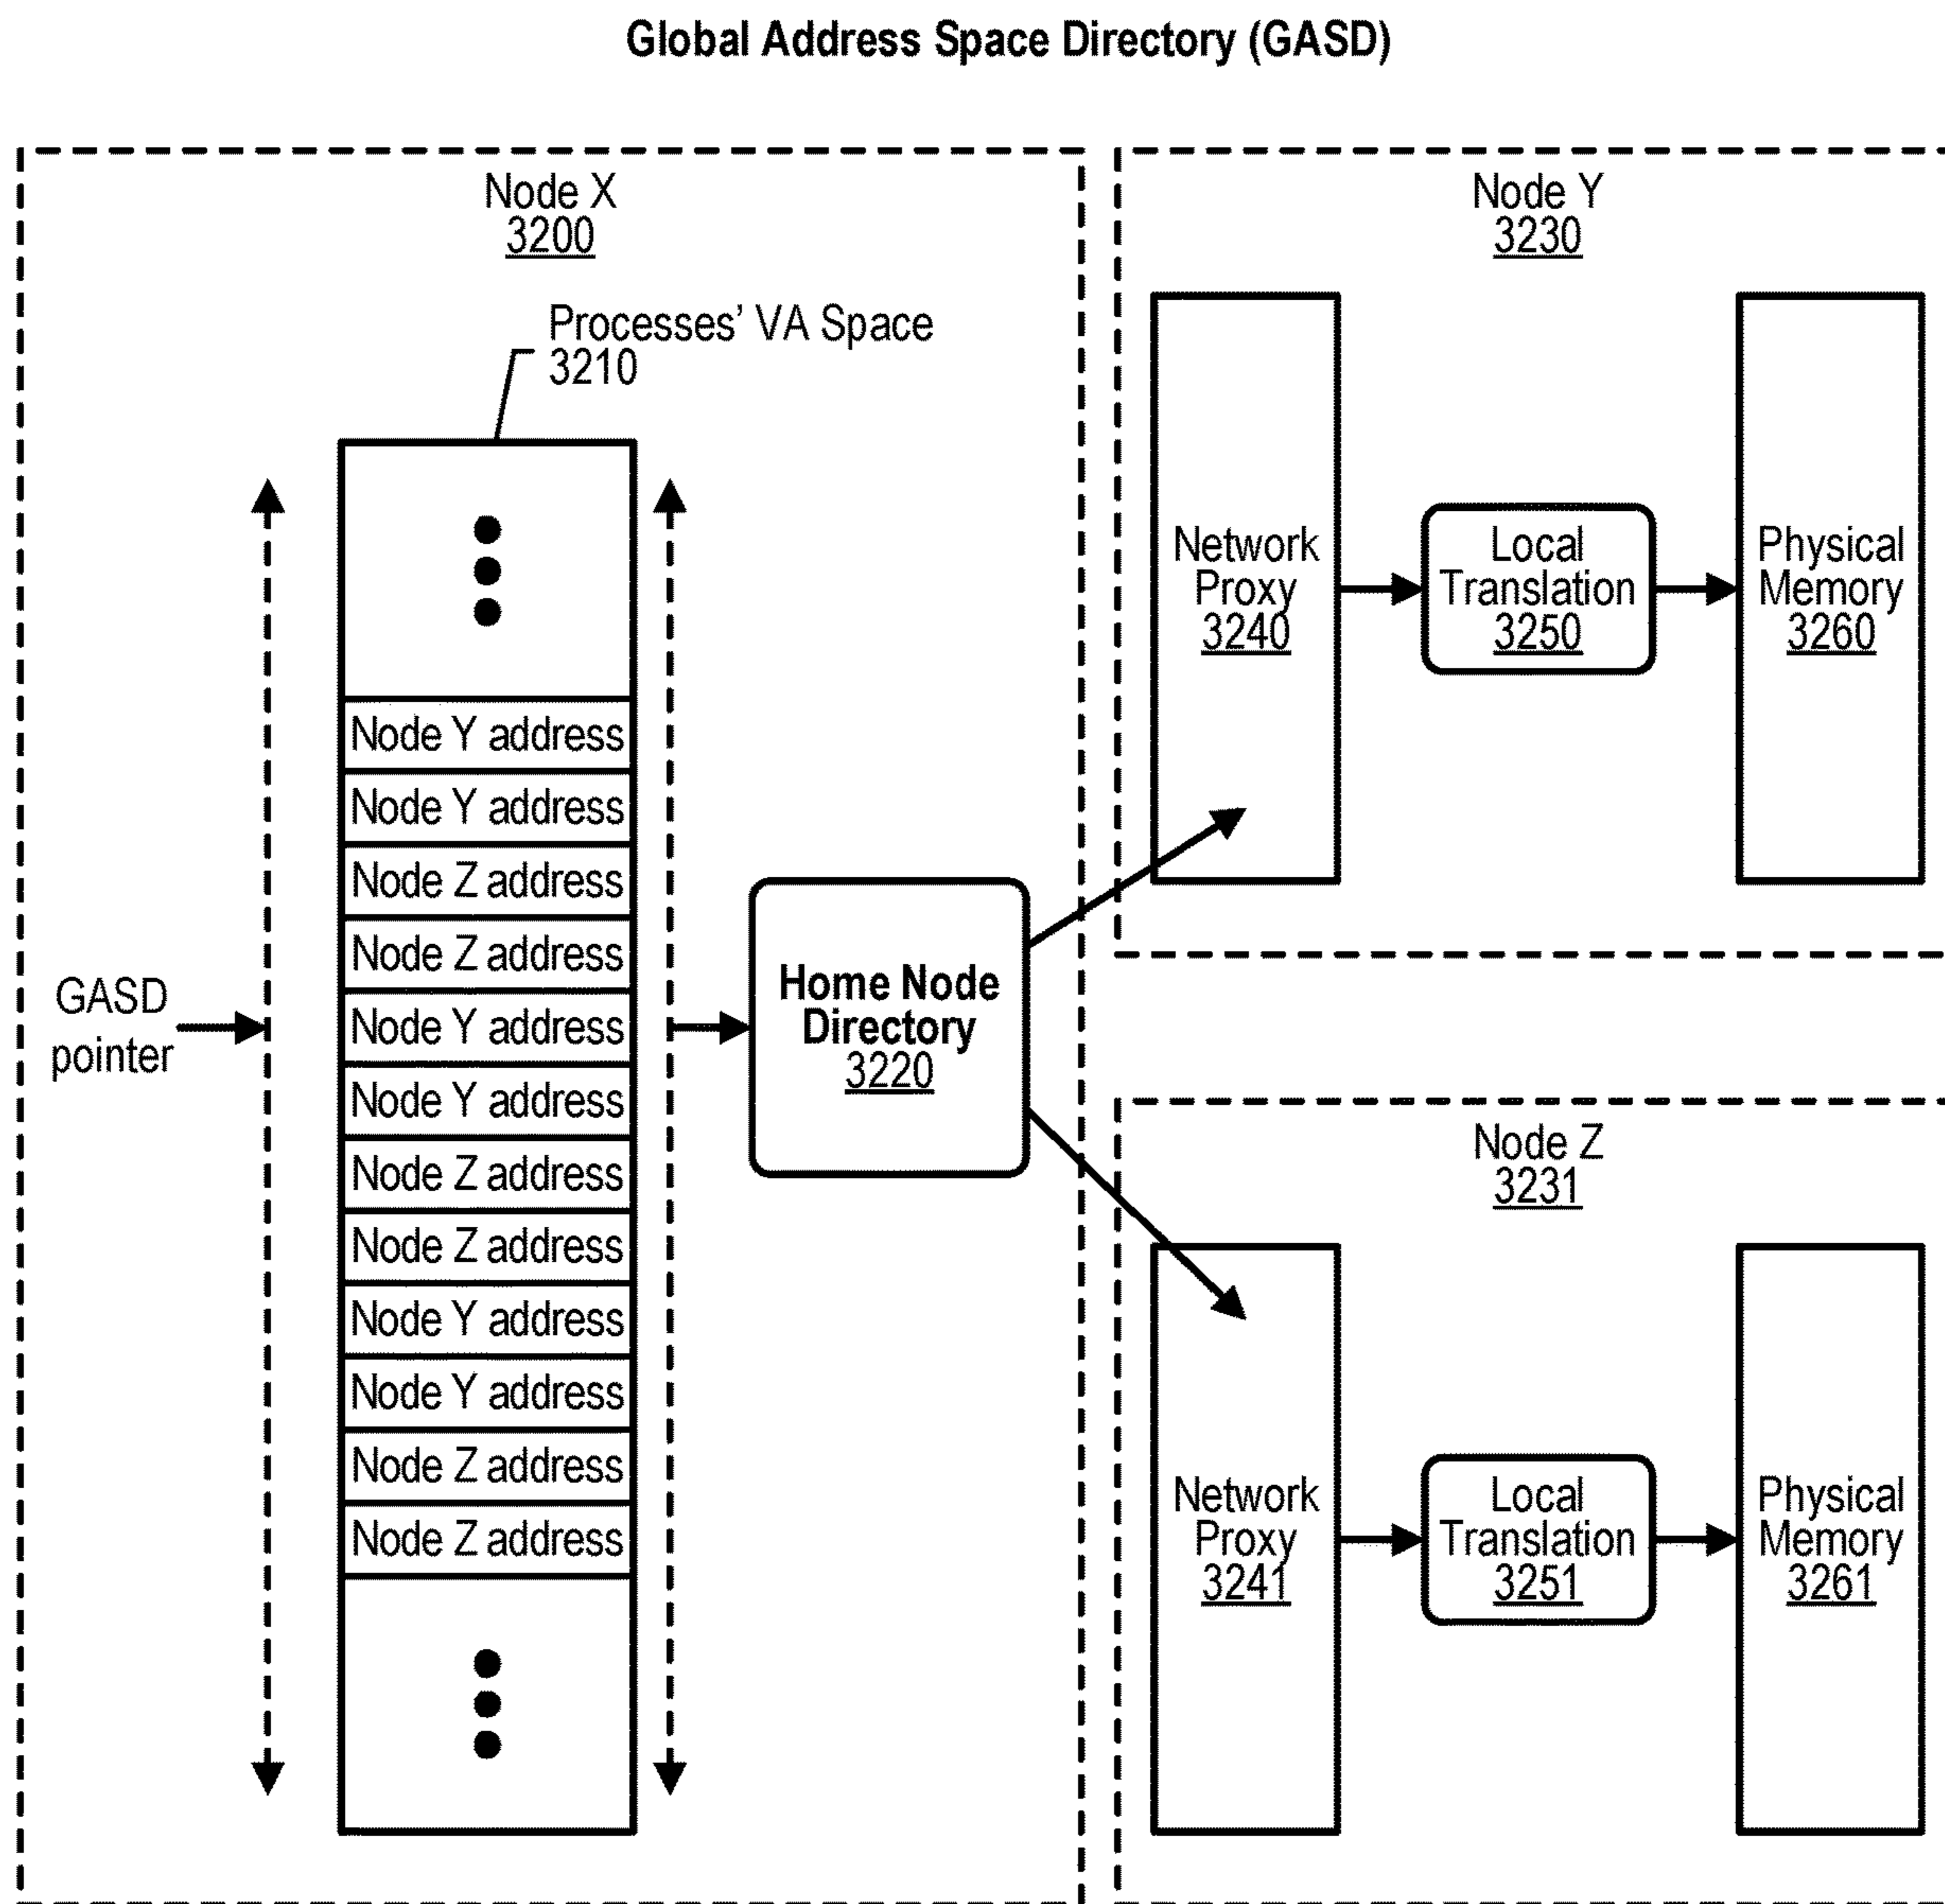 Global Address Space Directory (GASD)
Node X
3200
Processes' VA Space
3210
Node Y address
Node Y address
Node Z address
Node Z address
Node Y address
Node Y address
Node Z address
Node Z address
Node Y address
Node Y address
Node Z address
Node Z address
GASD
pointer
Home Node
Directory
3220
Node Y
3230
Network
Proxy
3240
Local
Translation
3250
Physical
Memory
3260
Node Z
3231
Network
Proxy
3241
Local
Translation
3251
Physical
Memory
3261